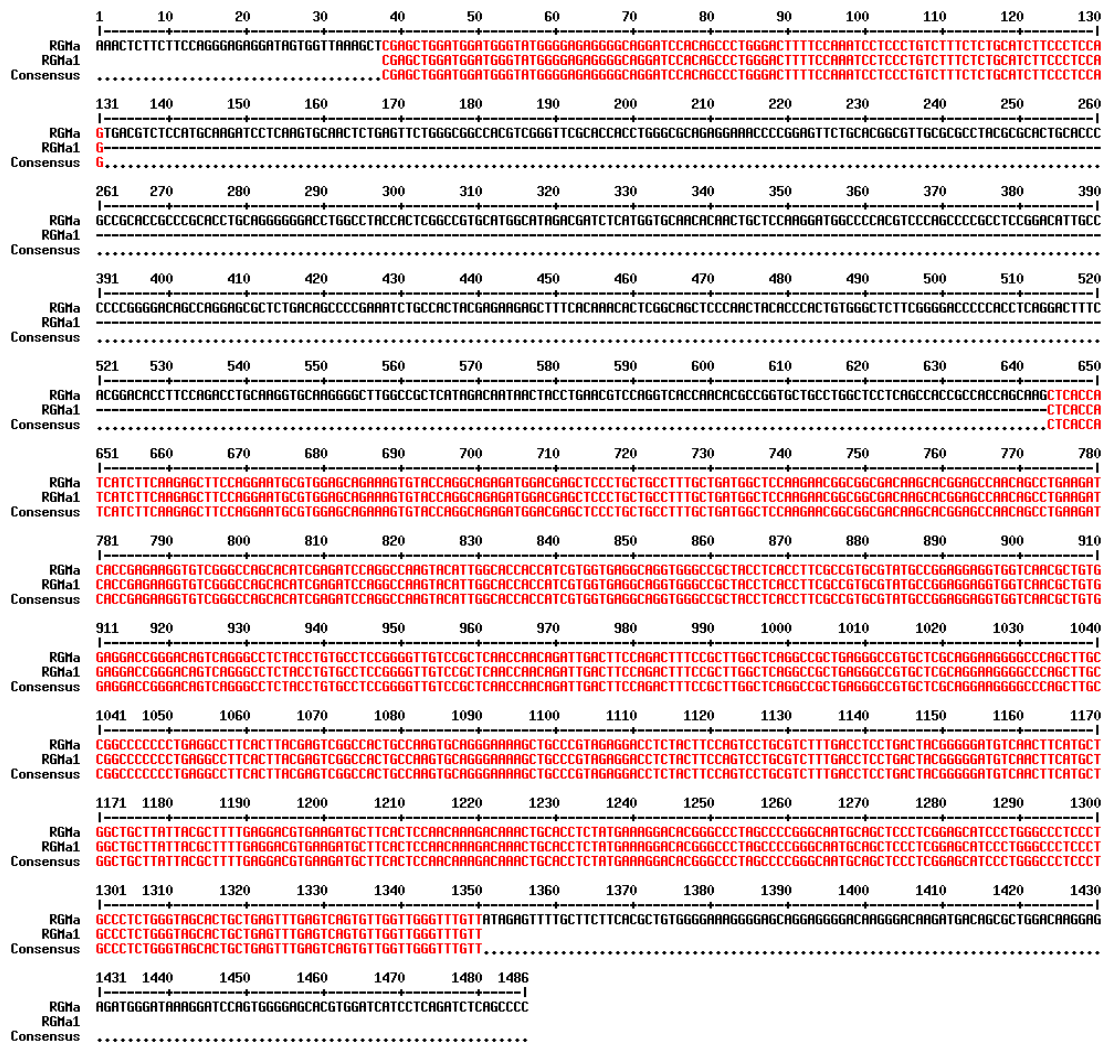 1 10 20 30 40 50 60 70 80 90 100 110 120 130
|--------+---------+---------+---------+---------+---------+---------+---------+---------+---------+---------+---------+---------|
RGMa AAACTCTTCTTCCAGGGAGAGGATAGTGGTTAAAGCTCGAGCTGGATGGATGGGTATGGGGAGAGGGGCAGGATCCACAGCCCTGGGACTTTTCCAAATCCTCCCTGTCTTTCTCTGCATCTTCCCTCCA
RGMa1 CGAGCTGGATGGATGGGTATGGGGAGAGGGGCAGGATCCACAGCCCTGGGACTTTTCCAAATCCTCCCTGTCTTTCTCTGCATCTTCCCTCCA
Consensus .....................................CGAGCTGGATGGATGGGTATGGGGAGAGGGGCAGGATCCACAGCCCTGGGACTTTTCCAAATCCTCCCTGTCTTTCTCTGCATCTTCCCTCCA
131 140 150 160 170 180 190 200 210 220 230 240 250 260
|--------+---------+---------+---------+---------+---------+---------+---------+---------+---------+---------+---------+---------|
RGMa GTGACGTCTCCATGCAAGATCCTCAAGTGCAACTCTGAGTTCTGGGCGGCCACGTCGGGTTCGCACCACCTGGGCGCAGAGGAAACCCCGGAGTTCTGCACGGCGTTGCGCGCCTACGCGCACTGCACCC
RGMa1 G---------------------------------------------------------------------------------------------------------------------------------
Consensus G.................................................................................................................................
261 270 280 290 300 310 320 330 340 350 360 370 380 390
|--------+---------+---------+---------+---------+---------+---------+---------+---------+---------+---------+---------+---------|
RGMa GCCGCACCGCCCGCACCTGCAGGGGGGACCTGGCCTACCACTCGGCCGTGCATGGCATAGACGATCTCATGGTGCAACACAACTGCTCCAAGGATGGCCCCACGTCCCAGCCCCGCCTCCGGACATTGCC
RGMa1 ----------------------------------------------------------------------------------------------------------------------------------
Consensus ..................................................................................................................................
391 400 410 420 430 440 450 460 470 480 490 500 510 520
|--------+---------+---------+---------+---------+---------+---------+---------+---------+---------+---------+---------+---------|
RGMa CCCCGGGGACAGCCAGGAGCGCTCTGACAGCCCCGAAATCTGCCACTACGAGAAGAGCTTTCACAAACACTCGGCAGCTCCCAACTACACCCACTGTGGGCTCTTCGGGGACCCCCACCTCAGGACTTTC
RGMa1 ----------------------------------------------------------------------------------------------------------------------------------
Consensus ..................................................................................................................................
521 530 540 550 560 570 580 590 600 610 620 630 640 650
|--------+---------+---------+---------+---------+---------+---------+---------+---------+---------+---------+---------+---------|
RGMa ACGGACACCTTCCAGACCTGCAAGGTGCAAGGGGCTTGGCCGCTCATAGACAATAACTACCTGAACGTCCAGGTCACCAACACGCCGGTGCTGCCTGGCTCCTCAGCCACCGCCACCAGCAAGCTCACCA
RGMa1 ---------------------------------------------------------------------------------------------------------------------------CTCACCA
Consensus ...........................................................................................................................CTCACCA
651 660 670 680 690 700 710 720 730 740 750 760 770 780
|--------+---------+---------+---------+---------+---------+---------+---------+---------+---------+---------+---------+---------|
RGMa TCATCTTCAAGAGCTTCCAGGAATGCGTGGAGCAGAAAGTGTACCAGGCAGAGATGGACGAGCTCCCTGCTGCCTTTGCTGATGGCTCCAAGAACGGCGGCGACAAGCACGGAGCCAACAGCCTGAAGAT
RGMa1 TCATCTTCAAGAGCTTCCAGGAATGCGTGGAGCAGAAAGTGTACCAGGCAGAGATGGACGAGCTCCCTGCTGCCTTTGCTGATGGCTCCAAGAACGGCGGCGACAAGCACGGAGCCAACAGCCTGAAGAT
Consensus TCATCTTCAAGAGCTTCCAGGAATGCGTGGAGCAGAAAGTGTACCAGGCAGAGATGGACGAGCTCCCTGCTGCCTTTGCTGATGGCTCCAAGAACGGCGGCGACAAGCACGGAGCCAACAGCCTGAAGAT
781 790 800 810 820 830 840 850 860 870 880 890 900 910
|--------+---------+---------+---------+---------+---------+---------+---------+---------+---------+---------+---------+---------|
RGMa CACCGAGAAGGTGTCGGGCCAGCACATCGAGATCCAGGCCAAGTACATTGGCACCACCATCGTGGTGAGGCAGGTGGGCCGCTACCTCACCTTCGCCGTGCGTATGCCGGAGGAGGTGGTCAACGCTGTG
RGMa1 CACCGAGAAGGTGTCGGGCCAGCACATCGAGATCCAGGCCAAGTACATTGGCACCACCATCGTGGTGAGGCAGGTGGGCCGCTACCTCACCTTCGCCGTGCGTATGCCGGAGGAGGTGGTCAACGCTGTG
Consensus CACCGAGAAGGTGTCGGGCCAGCACATCGAGATCCAGGCCAAGTACATTGGCACCACCATCGTGGTGAGGCAGGTGGGCCGCTACCTCACCTTCGCCGTGCGTATGCCGGAGGAGGTGGTCAACGCTGTG
911 920 930 940 950 960 970 980 990 1000 1010 1020 1030 1040
|--------+---------+---------+---------+---------+---------+---------+---------+---------+---------+---------+---------+---------|
RGMa GAGGACCGGGACAGTCAGGGCCTCTACCTGTGCCTCCGGGGTTGTCCGCTCAACCAACAGATTGACTTCCAGACTTTCCGCTTGGCTCAGGCCGCTGAGGGCCGTGCTCGCAGGAAGGGGCCCAGCTTGC
RGMa1 GAGGACCGGGACAGTCAGGGCCTCTACCTGTGCCTCCGGGGTTGTCCGCTCAACCAACAGATTGACTTCCAGACTTTCCGCTTGGCTCAGGCCGCTGAGGGCCGTGCTCGCAGGAAGGGGCCCAGCTTGC
Consensus GAGGACCGGGACAGTCAGGGCCTCTACCTGTGCCTCCGGGGTTGTCCGCTCAACCAACAGATTGACTTCCAGACTTTCCGCTTGGCTCAGGCCGCTGAGGGCCGTGCTCGCAGGAAGGGGCCCAGCTTGC
1041 1050 1060 1070 1080 1090 1100 1110 1120 1130 1140 1150 1160 1170
|--------+---------+---------+---------+---------+---------+---------+---------+---------+---------+---------+---------+---------|
RGMa CGGCCCCCCCTGAGGCCTTCACTTACGAGTCGGCCACTGCCAAGTGCAGGGAAAAGCTGCCCGTAGAGGACCTCTACTTCCAGTCCTGCGTCTTTGACCTCCTGACTACGGGGGATGTCAACTTCATGCT
RGMa1 CGGCCCCCCCTGAGGCCTTCACTTACGAGTCGGCCACTGCCAAGTGCAGGGAAAAGCTGCCCGTAGAGGACCTCTACTTCCAGTCCTGCGTCTTTGACCTCCTGACTACGGGGGATGTCAACTTCATGCT
Consensus CGGCCCCCCCTGAGGCCTTCACTTACGAGTCGGCCACTGCCAAGTGCAGGGAAAAGCTGCCCGTAGAGGACCTCTACTTCCAGTCCTGCGTCTTTGACCTCCTGACTACGGGGGATGTCAACTTCATGCT
1171 1180 1190 1200 1210 1220 1230 1240 1250 1260 1270 1280 1290 1300
|--------+---------+---------+---------+---------+---------+---------+---------+---------+---------+---------+---------+---------|
RGMa GGCTGCTTATTACGCTTTTGAGGACGTGAAGATGCTTCACTCCAACAAAGACAAACTGCACCTCTATGAAAGGACACGGGCCCTAGCCCCGGGCAATGCAGCTCCCTCGGAGCATCCCTGGGCCCTCCCT
RGMa1 GGCTGCTTATTACGCTTTTGAGGACGTGAAGATGCTTCACTCCAACAAAGACAAACTGCACCTCTATGAAAGGACACGGGCCCTAGCCCCGGGCAATGCAGCTCCCTCGGAGCATCCCTGGGCCCTCCCT
Consensus GGCTGCTTATTACGCTTTTGAGGACGTGAAGATGCTTCACTCCAACAAAGACAAACTGCACCTCTATGAAAGGACACGGGCCCTAGCCCCGGGCAATGCAGCTCCCTCGGAGCATCCCTGGGCCCTCCCT
1301 1310 1320 1330 1340 1350 1360 1370 1380 1390 1400 1410 1420 1430
|--------+---------+---------+---------+---------+---------+---------+---------+---------+---------+---------+---------+---------|
RGMa GCCCTCTGGGTAGCACTGCTGAGTTTGAGTCAGTGTTGGTTGGGTTTGTTATAGAGTTTTGCTTCTTCACGCTGTGGGGAAAGGGGAGCAGGAGGGGACAAGGGACAAGATGACAGCGCTGGACAAGGAG
RGMa1 GCCCTCTGGGTAGCACTGCTGAGTTTGAGTCAGTGTTGGTTGGGTTTGTT
Consensus GCCCTCTGGGTAGCACTGCTGAGTTTGAGTCAGTGTTGGTTGGGTTTGTT................................................................................
1431 1440 1450 1460 1470 1480 1486
|--------+---------+---------+---------+---------+-----|
RGMa AGATGGGATAAAGGATCCAGTGGGGAGCACGTGGATCATCCTCAGATCTCAGCCCC
RGMa1
Consensus ........................................................